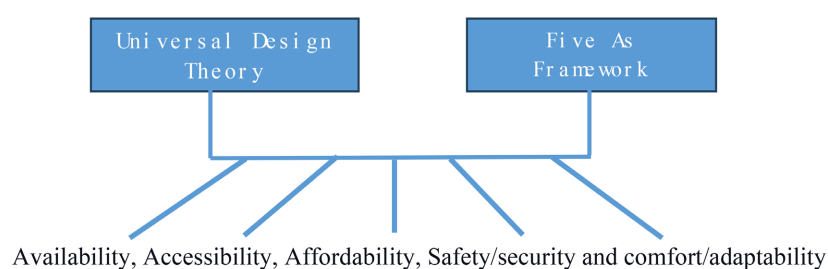 Universal Design
Theory
Five As
Framework
Availability, Accessibility, Affordability, Safety/security and comfort/adaptability